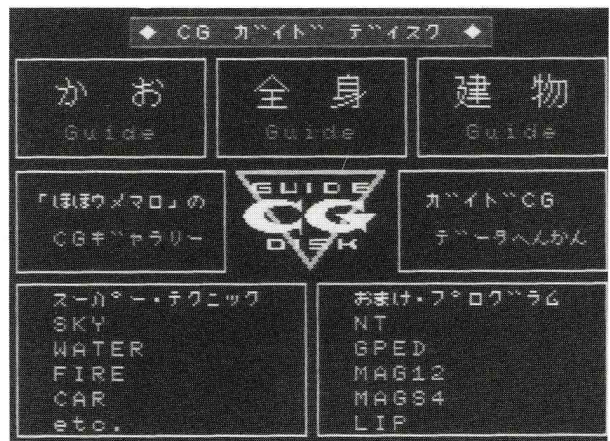 ◆ CG ガイド ディスク ◆
かお
Guide
全身
Guide
建物
Guide
「ほぼウメマロ」の
CGギャラリー
GUIDE
CG
DISK
ガイドCG
データへんかん
スーパー・テクニック
SKY
WATER
FIRE
CAR
etc.
おまけ・プログラム
NT
GPED
MAG12
MAGS4
LIP